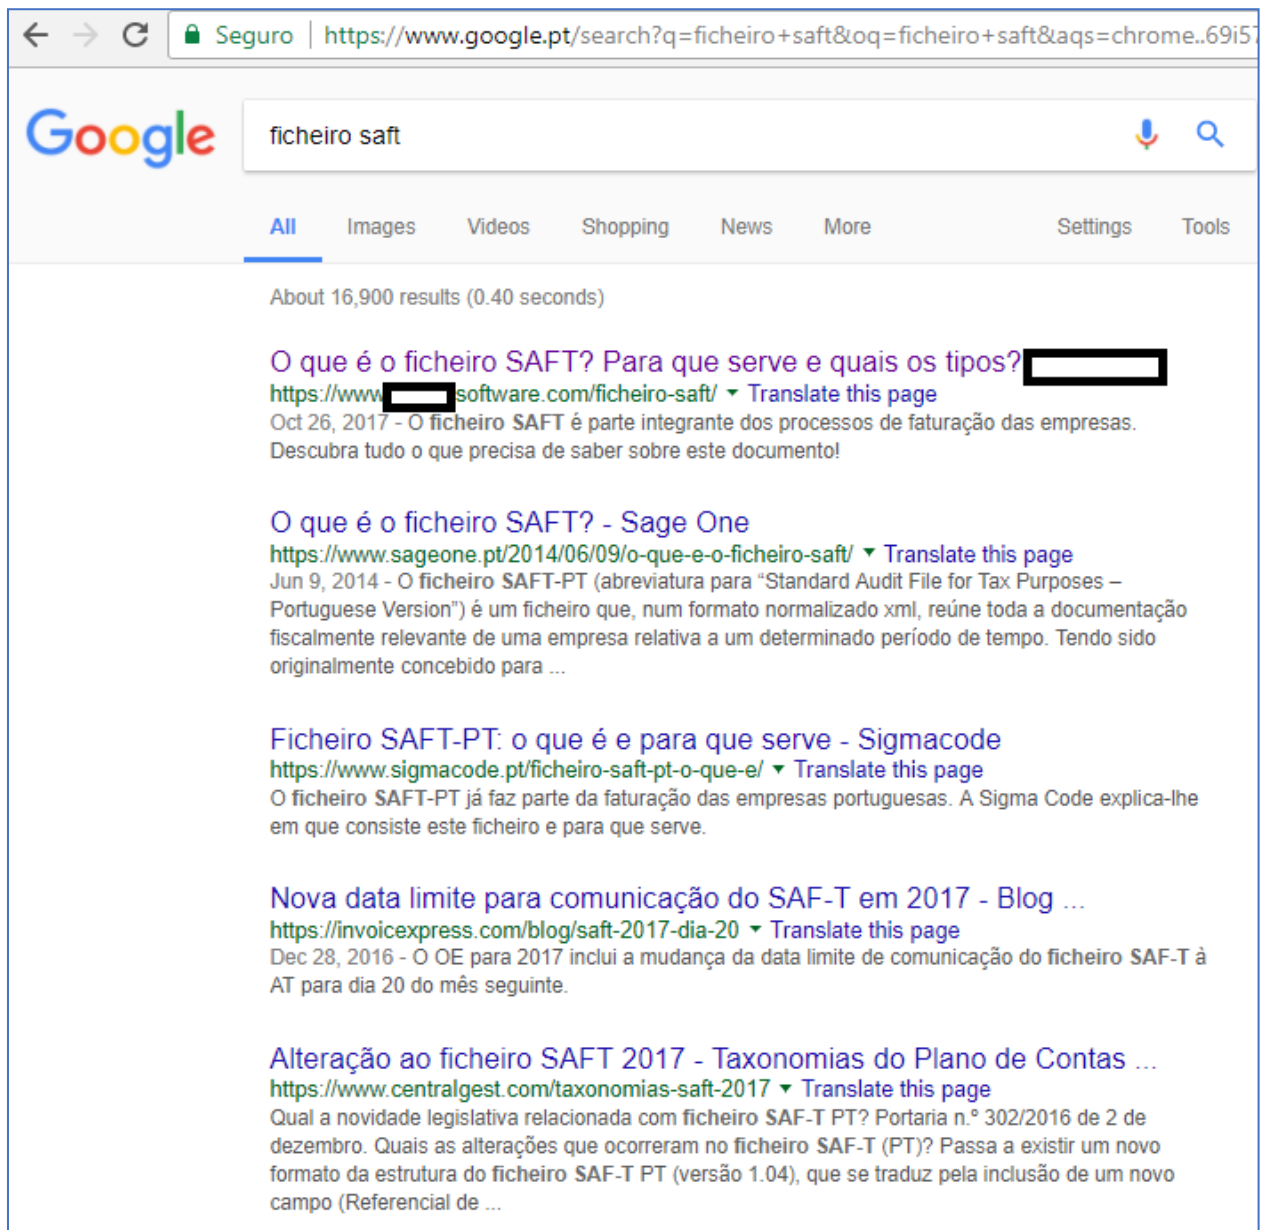 Seguro | https://www.google.pt/search?q=ficheiro+saft&oq=ficheiro+saft&aqs=chrome..69i57
Google
ficheiro saft
All Images Videos Shopping News More Settings Tools
About 16,900 results (0.40 seconds)
O que é o ficheiro SAFT? Para que serve e quais os tipos?
https://www software.com/ficheiro-saft/ ▼ Translate this page
Oct 26, 2017 - O ficheiro SAFT é parte integrante dos processos de faturação das empresas.
Descubra tudo o que precisa de saber sobre este documento!
O que é o ficheiro SAFT? - Sage One
https://www.sageone.pt/2014/06/09/o-que-e-o-ficheiro-saft/ ▼ Translate this page
Jun 9, 2014 - O ficheiro SAFT-PT (abreviatura para “Standard Audit File for Tax Purposes –
Portuguese Version”) é um ficheiro que, num formato normalizado xml, reúne toda a documentação
fiscalmente relevante de uma empresa relativa a um determinado período de tempo. Tendo sido
originalmente concebido para ...
Ficheiro SAFT-PT: o que é e para que serve - Sigmacode
https://www.sigmacode.pt/ficheiro-saft-pt-o-que-e/ ▼ Translate this page
O ficheiro SAFT-PT já faz parte da faturação das empresas portuguesas. A Sigma Code explica-lhe
em que consiste este ficheiro e para que serve.
Nova data limite para comunicação do SAF-T em 2017 - Blog ...
https://invoicexpress.com/blog/saft-2017-dia-20 ▼ Translate this page
Dec 28, 2016 - O OE para 2017 inclui a mudança da data limite de comunicação do ficheiro SAF-T à
AT para dia 20 do mês seguinte.
Alteração ao ficheiro SAFT 2017 - Taxonomias do Plano de Contas ...
https://www.centralgest.com/taxonomias-saft-2017 ▼ Translate this page
Qual a novidade legislativa relacionada com ficheiro SAF-T PT? Portaria n.º 302/2016 de 2 de
dezembro. Quais as alterações que ocorreram no ficheiro SAF-T (PT)? Passa a existir um novo
formato da estrutura do ficheiro SAF-T PT (versão 1.04), que se traduz pela inclusão de um novo
campo (Referencial de ...